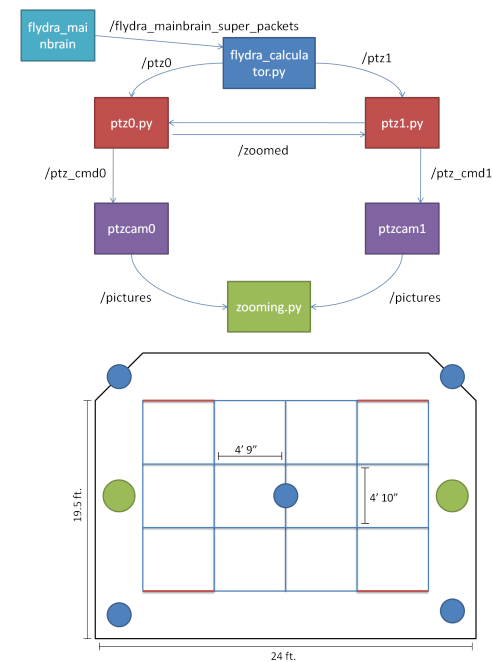 flydra_mai
nbrain
/flydra_mainbrain_super_packets
flydra_calcula
tor.py
/ptz0
/ptz1
ptz0.py
ptz1.py
/zoomed
/ptz_cmd0
/ptz_cmd1
ptzcam0
ptzcam1
/pictures
/pictures
zooming.py
4’ 9”
4’ 10”
19.5 ft.
24 ft.